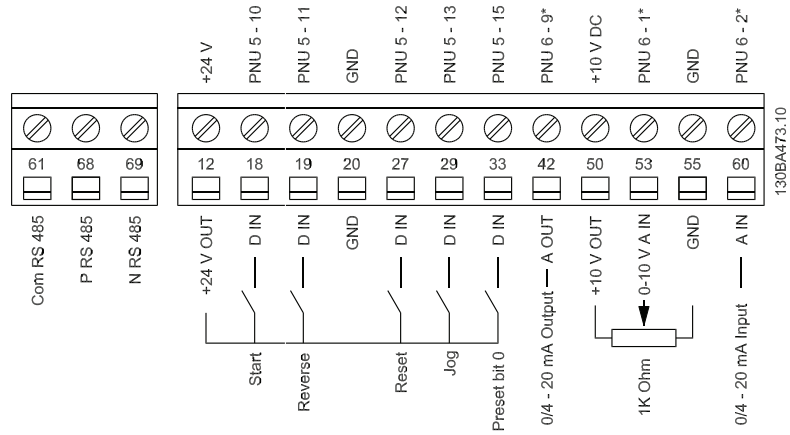 +24 V
PNU 5 - 10
PNU 5 - 11
GND
PNU 5 - 12
PNU 5 - 13
PNU 5 - 15
PNU 6 - 9*
+10 V DC
PNU 6 - 1*
GND
PNU 6 - 2*
61 68 69
12 18 19 20 27 29 33 42 50 53 55 60
130BA473.10
Com RS 485
P RS 485
N RS 485
+24 V OUT
D IN
D IN
GND
D IN
D IN
D IN
0/4 - 20 mA Output — A OUT
+10 V OUT
0-10 V A IN
GND
0/4 - 20 mA Input — A IN
Start
Reverse
Reset
Jog
Preset bit 0
1K Ohm